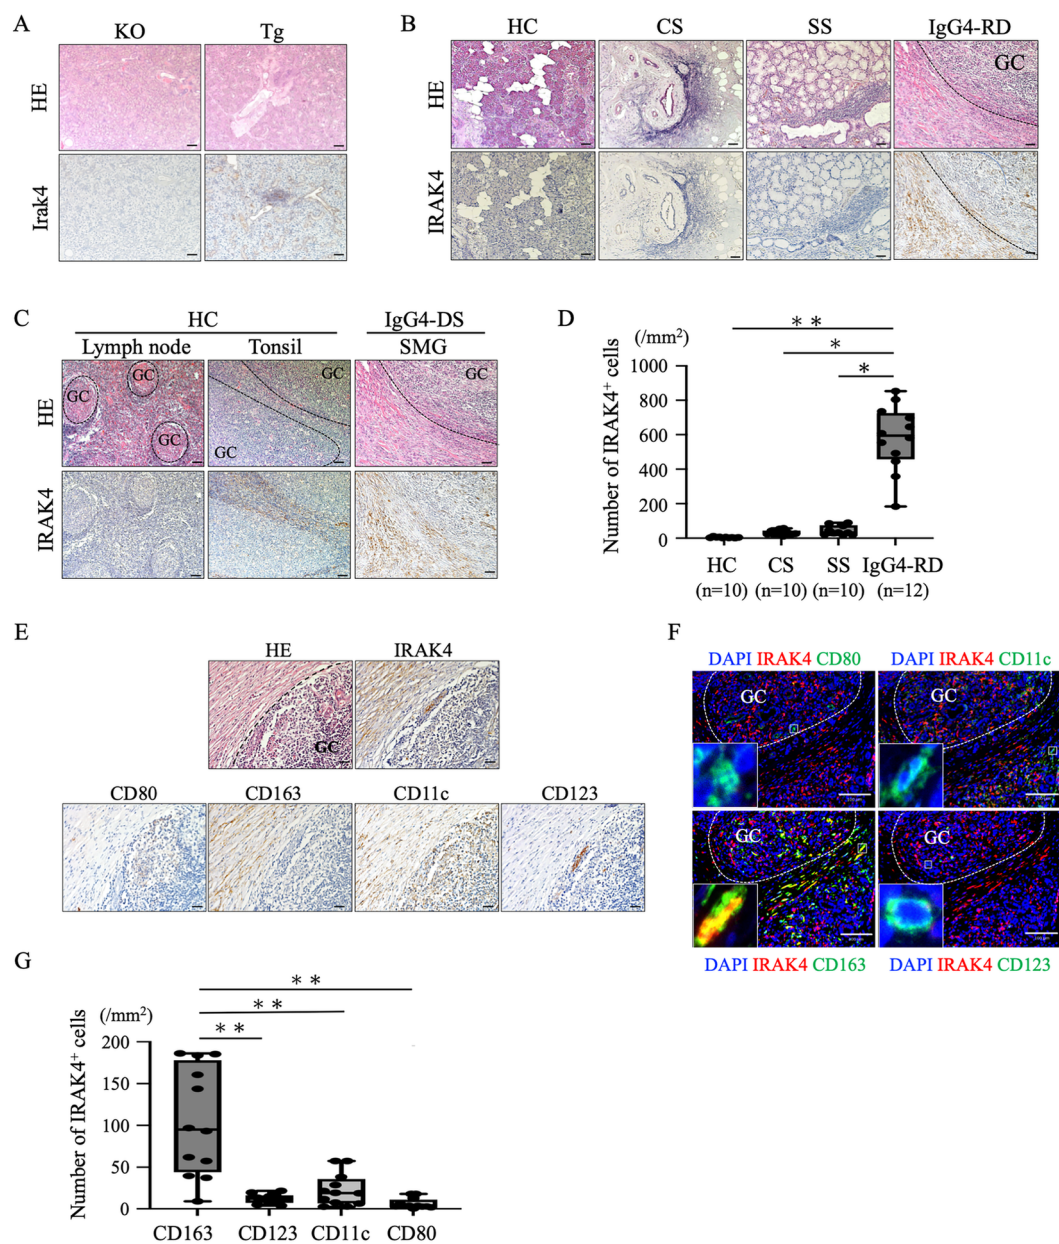 A
KO
Tg
HE
Irak4
B
HC
CS
SS
IgG4-RD
HE
GC
IRAK4
C
HC
IgG4-DS
Lymph node
Tonsil
SMG
HE
GC
GC
GC
GC
GC
GC
IRAK4
D
(/mm²)
Number of IRAK4⁺ cells
1000
800
600
400
200
0
* *
*
*
HC
CS
SS
IgG4-RD
(n=10)
(n=10)
(n=10)
(n=12)
E
HE
IRAK4
GC
CD80
CD163
CD11c
CD123
F
DAPI IRAK4 CD80
DAPI IRAK4 CD11c
GC
GC
GC
GC
DAPI IRAK4 CD163
DAPI IRAK4 CD123
G
(/mm²)
Number of IRAK4⁺ cells
200
150
100
50
0
* *
* *
* *
CD163
CD123
CD11c
CD80